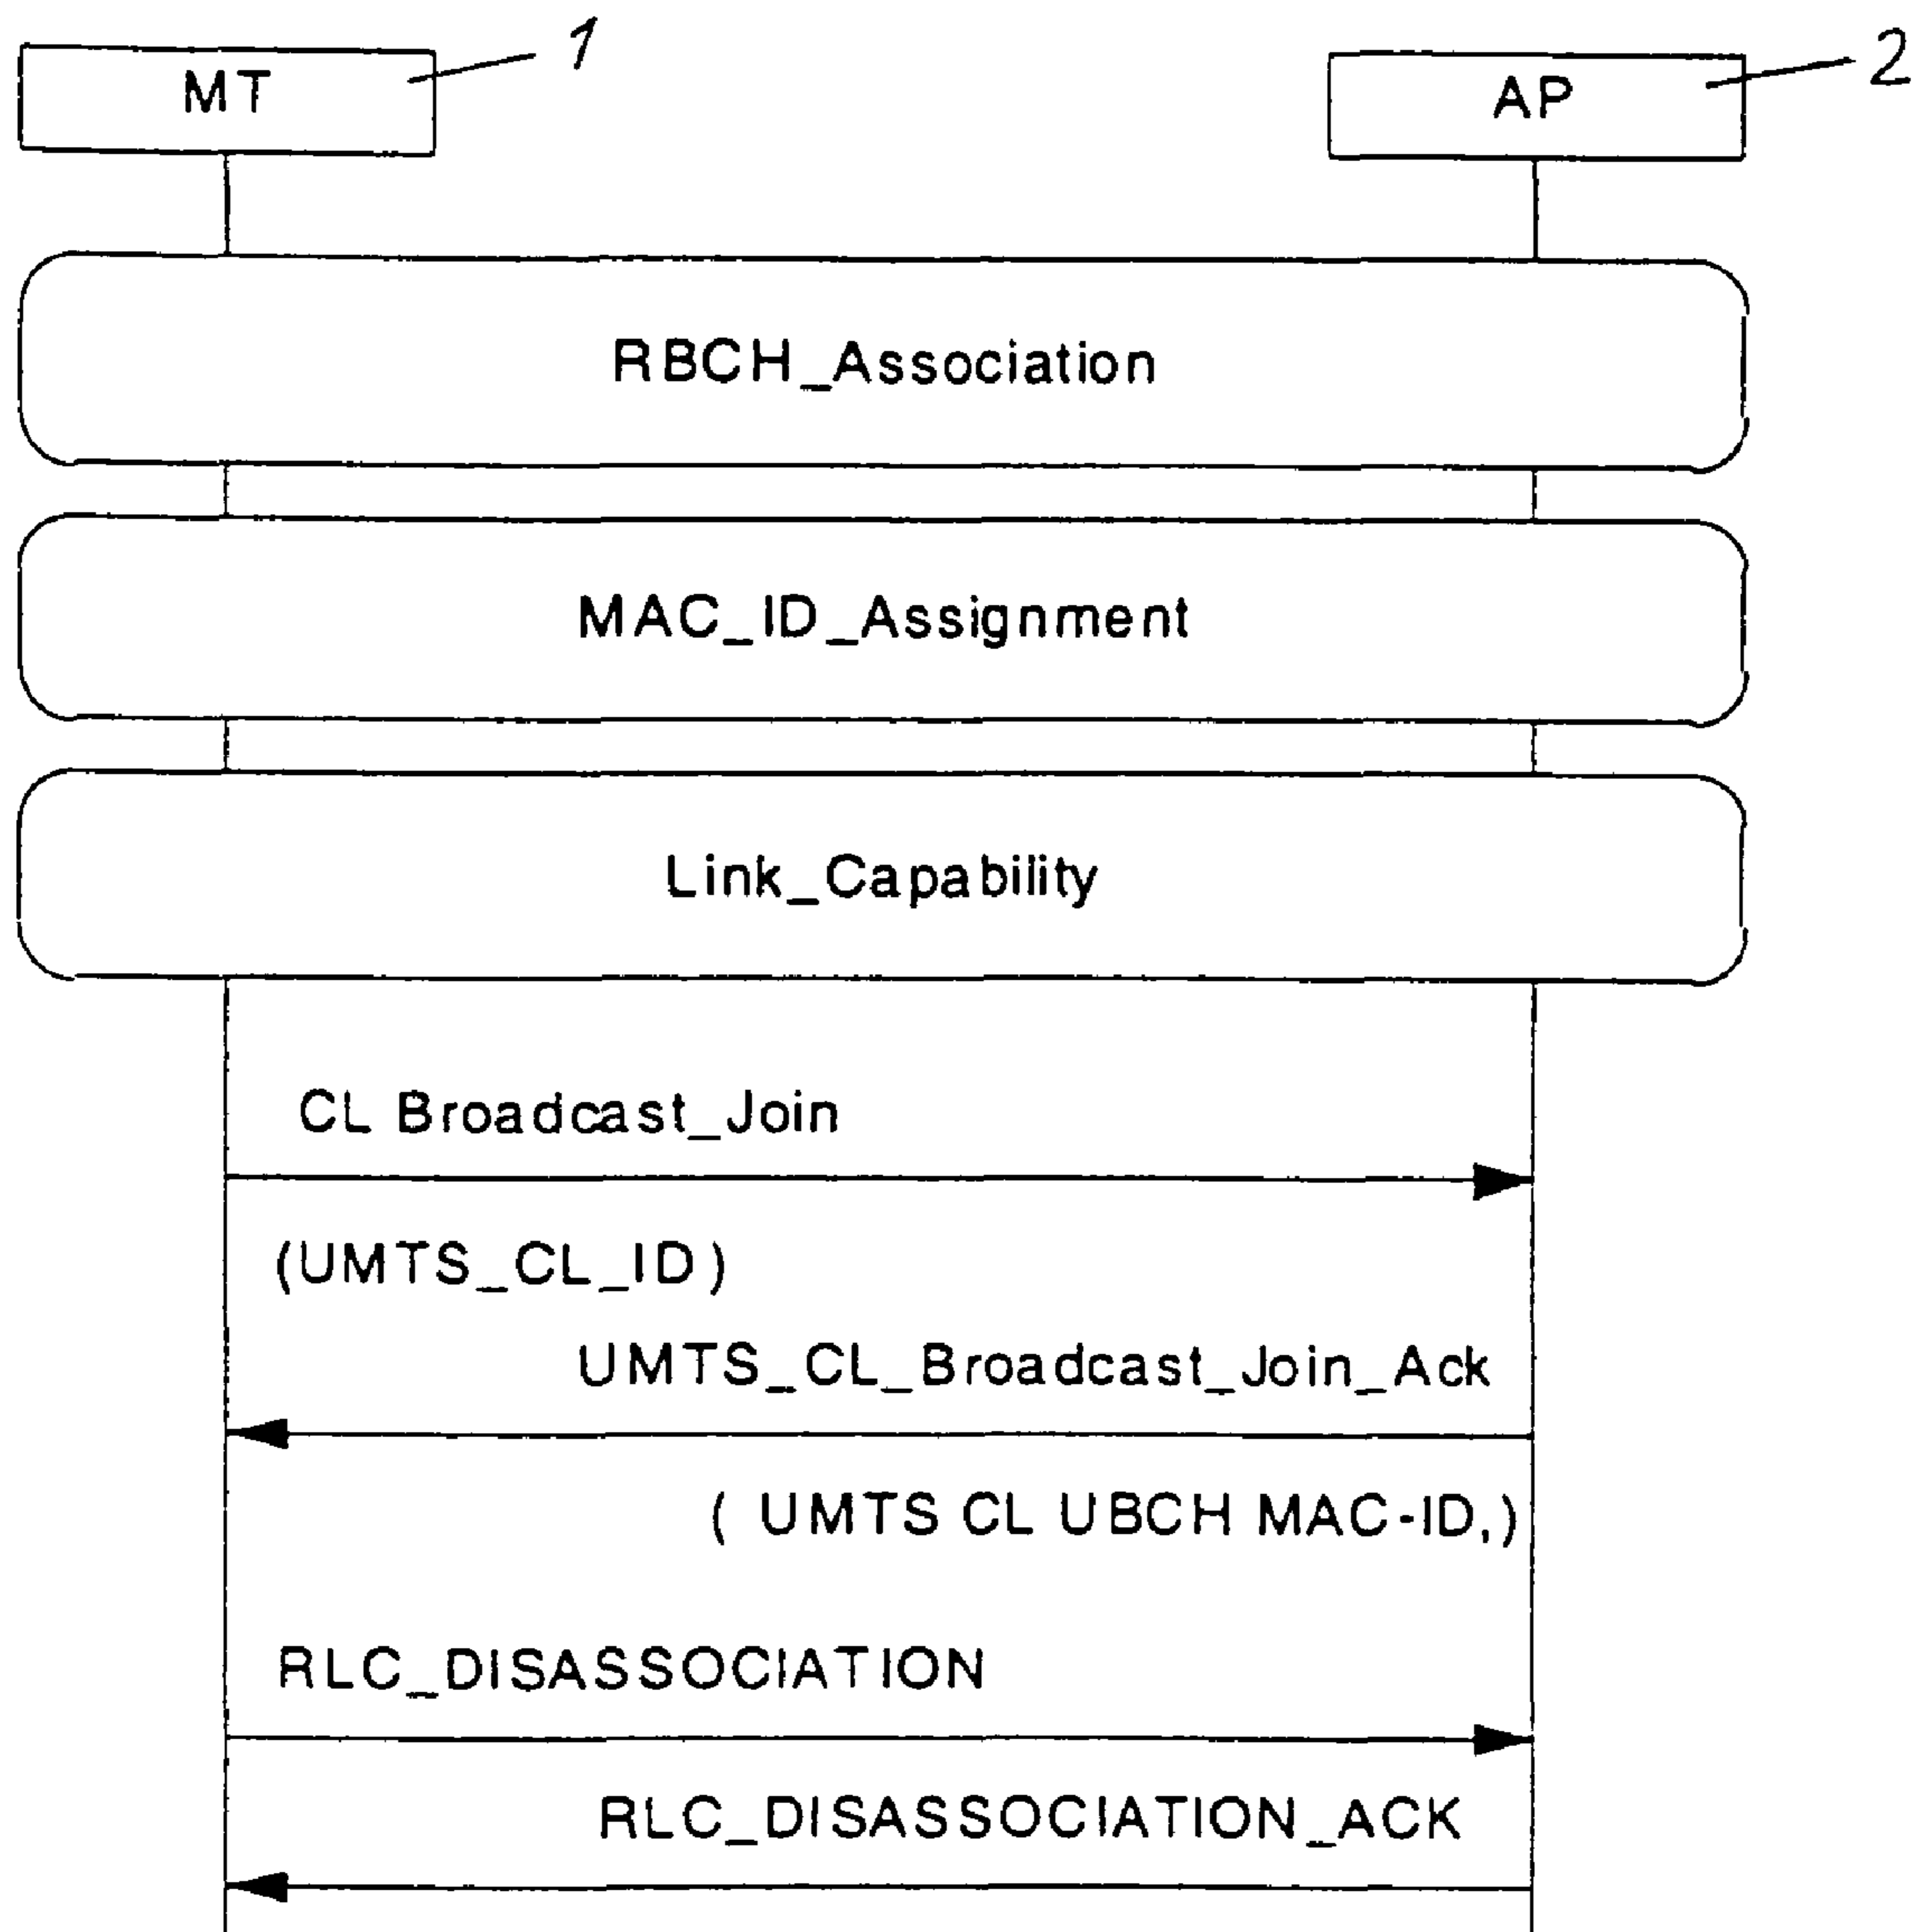 MT 1 AP 2
RBCH_Association
MAC_ID_Assignment
Link_Capability
CL Broadcast_Join
(UMTS_CL_ID)
UMTS_CL_Broadcast_Join_Ack
( UMTS CL UBCH MAC-ID,)
RLC_DISASSOCIATION
RLC_DISASSOCIATION_ACK